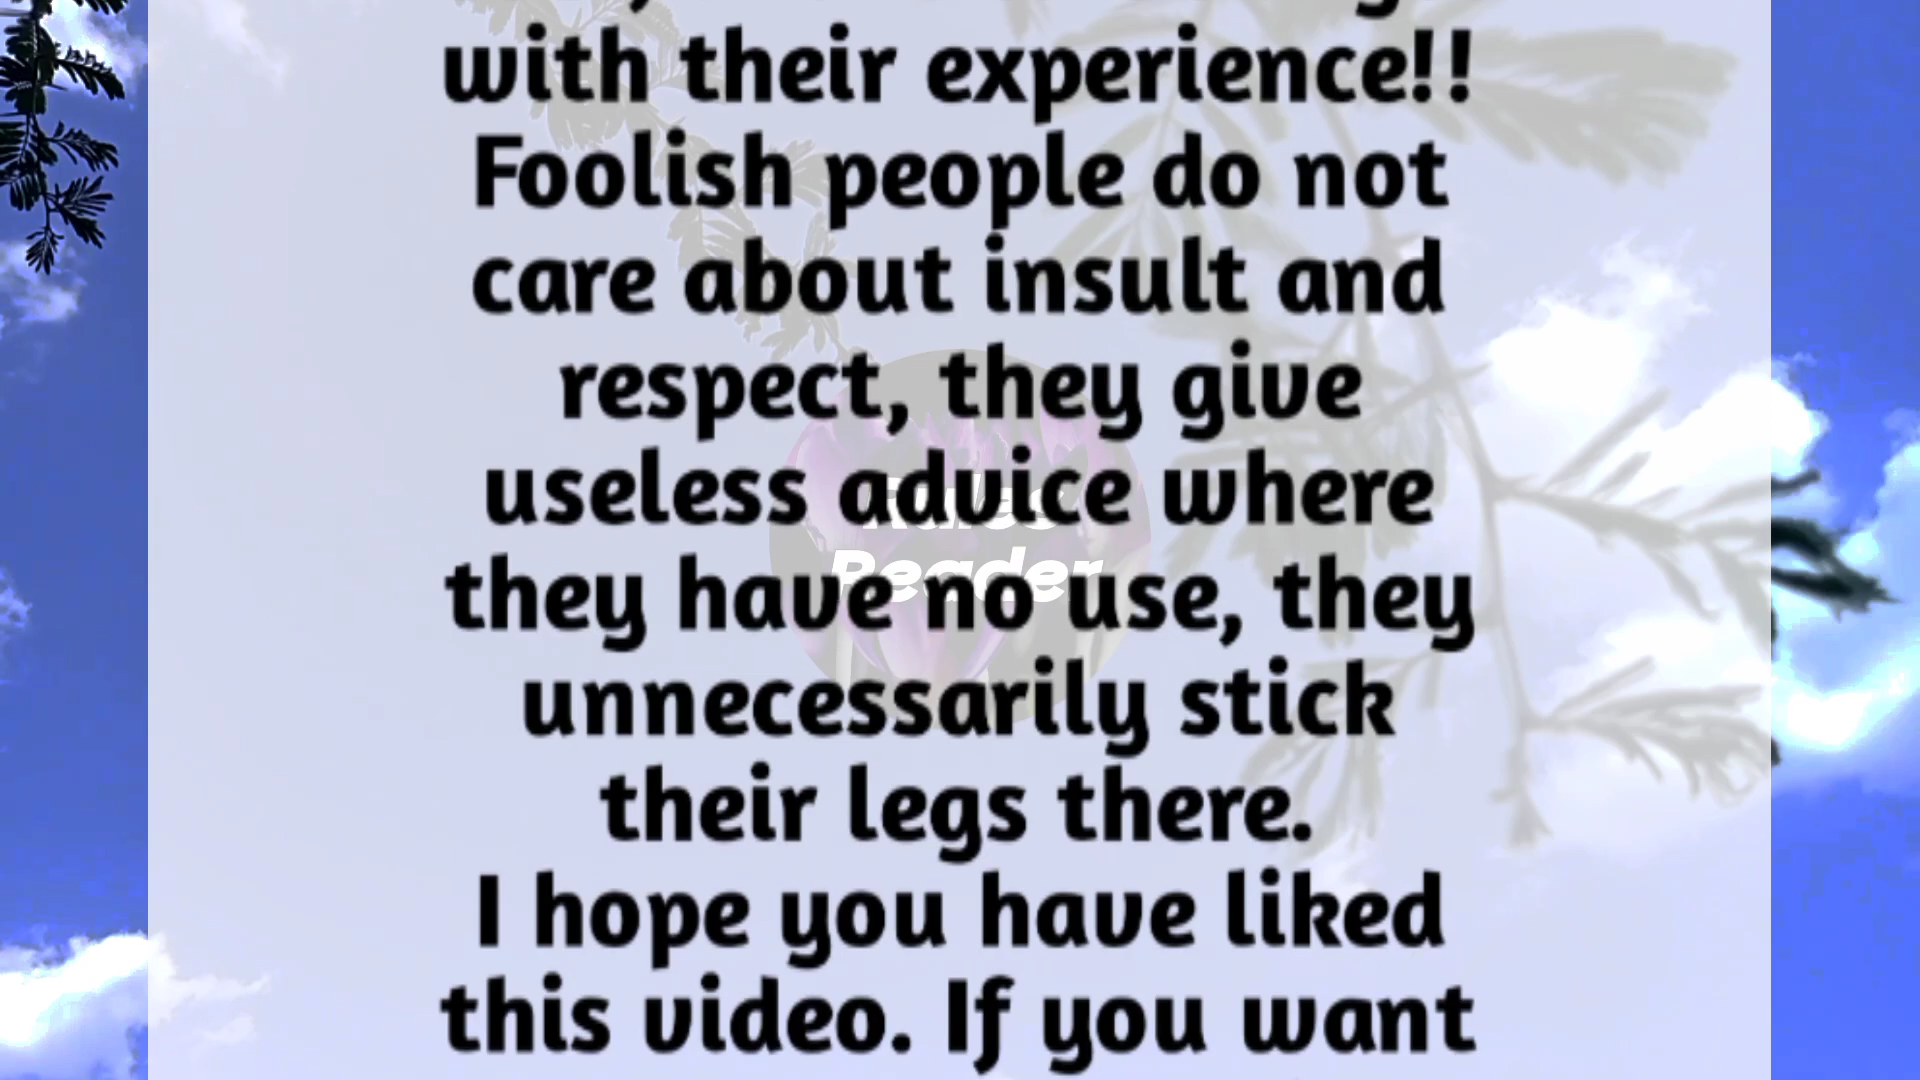 with their experience!!
Foolish people do not
care about insult and
respect, they give
useless advice where
they have no use, they
unnecessarily stick
their legs there.
I hope you have liked
this video. If you want
Reader